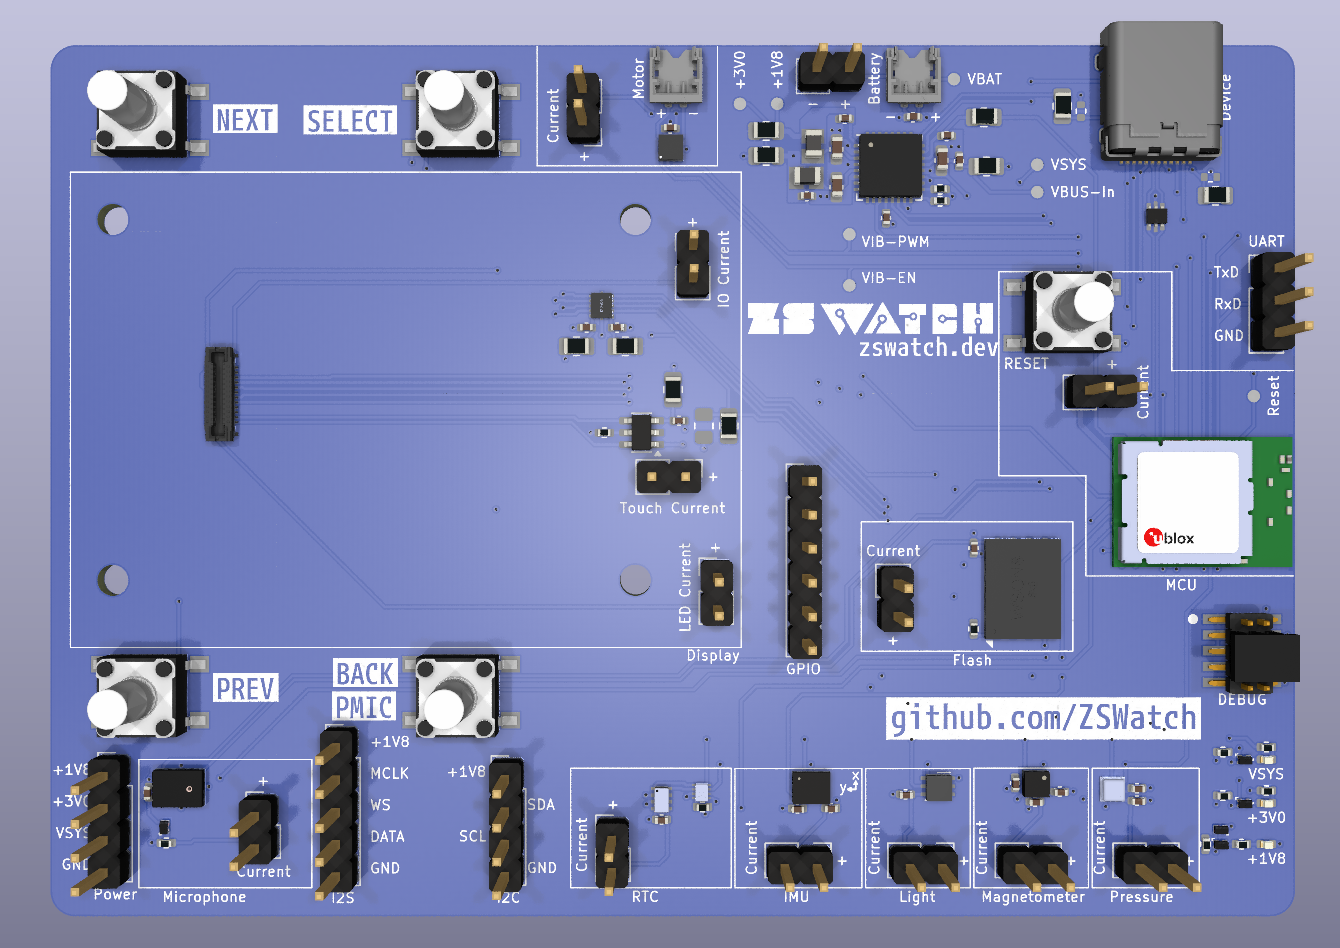 NEXT
SELECT
Current
+
Motor
+
-
+3V0
+1V8
-
+
Battery
-
+
VBAT
Device
VSYS
VBUS-In
VIB-PWM
VIB-EN
UART
TxD
RxD
GND
+
IO Current
ZSWATCH
zswatch.dev
RESET
+
Current
Reset
Touch Current
+
LED Current
+
Display
GPIO
Current
+
Flash
ublox
MCU
DEBUG
PREV
BACK
PMIC
github.com/ZSWatch
+1V8
+3V0
VSYS
GND
Power
+
Current
Microphone
+1V8
MCLK
WS
DATA
GND
I2S
+1V8
SDA
SCL
GND
I2C
+
Current
RTC
x
y
Current
+
IMU
Current
+
Light
Current
+
Magnetometer
Current
+
Pressure
VSYS
+3V0
+1V8